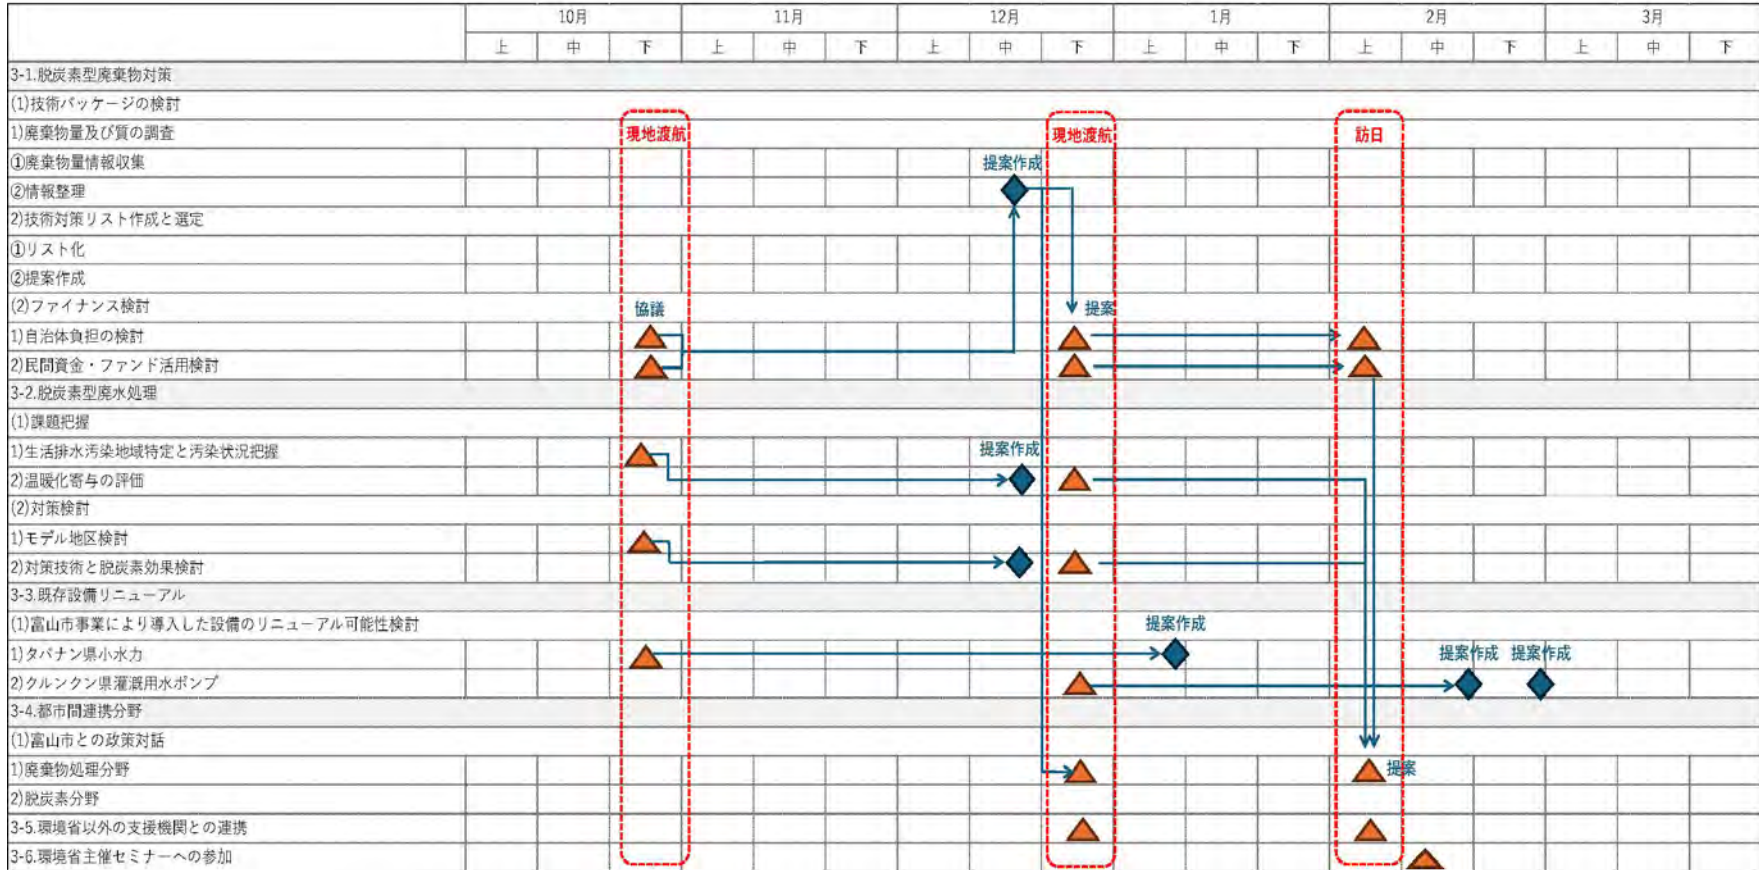 10月 11月 12月 1月 2月 3月
上 中 下 上 中 下 上 中 下 上 中 下 上 中 下 上 中 下
3-1.脱炭素型廃棄物対策
(1)技術パッケージの検討
1)廃棄物量及び質の調査 現地渡航 現地渡航 訪日
①廃棄物量情報収集 提案作成
②情報整理
2)技術対策リスト作成と選定
①リスト化
②提案作成
(2)ファイナンス検討 協議 提案
1)自治体負担の検討
2)民間資金・ファンド活用検討
3-2.脱炭素型廃水処理
(1)課題把握
1)生活排水汚染地域特定と汚染状況把握 提案作成
2)温暖化寄与の評価
(2)対策検討
1)モデル地区検討
2)対策技術と脱炭素効果検討
3-3.既存設備リニューアル
(1)富山市事業により導入した設備のリニューアル可能性検討 提案作成
1)タバナン県小水力 提案作成 提案作成
2)クルンクン県灌漑用水ポンプ
3-4.都市間連携分野
(1)富山市との政策対話
1)廃棄物処理分野 提案
2)脱炭素分野
3-5.環境省以外の支援機関との連携
3-6.環境省主催セミナーへの参加